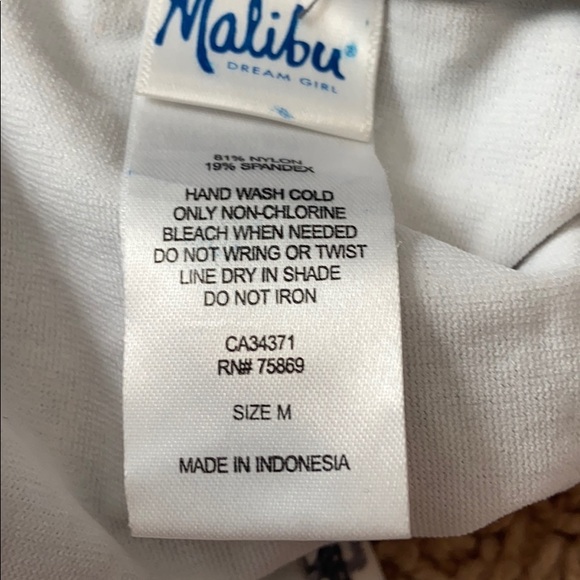 Malibu®
DREAM GIRL
81% NYLON
19% SPANDEX
HAND WASH COLD
ONLY NON-CHLORINE
BLEACH WHEN NEEDED
DO NOT WRING OR TWIST
LINE DRY IN SHADE
DO NOT IRON
CA34371
RN# 75869
SIZE M
MADE IN INDONESIA